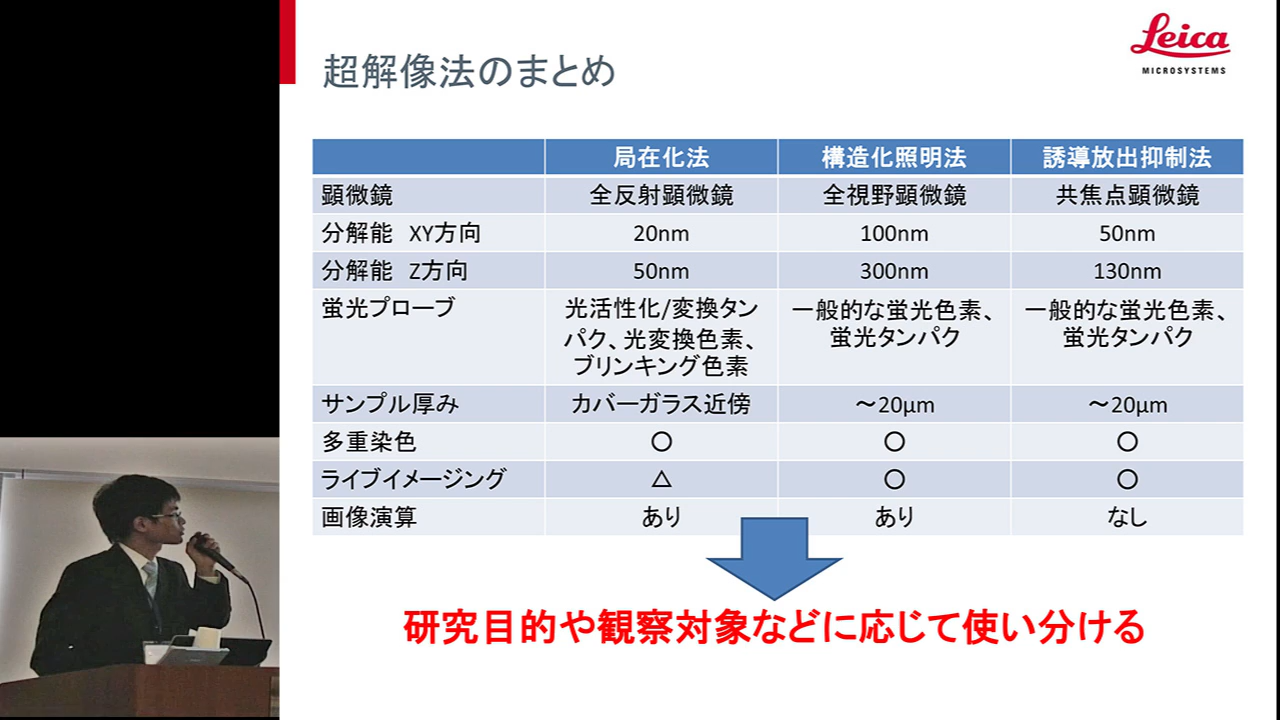 Leica
MICROSYSTEMS
超解像法のまとめ
局在化法 構造化照明法 誘導放出抑制法
顕微鏡 全反射顕微鏡 全視野顕微鏡 共焦点顕微鏡
分解能 XY方向 20nm 100nm 50nm
分解能 Z方向 50nm 300nm 130nm
蛍光プローブ 光活性化/変換タン 一般的な蛍光色素、 一般的な蛍光色素、
パク、光変換色素、 蛍光タンパク 蛍光タンパク
ブリンキング色素
サンプル厚み カバーガラス近傍 ~20μm ~20μm
多重染色 ○ ○ ○
ライブイメージング △ ○ ○
画像演算 あり あり なし
研究目的や観察対象などに応じて使い分ける